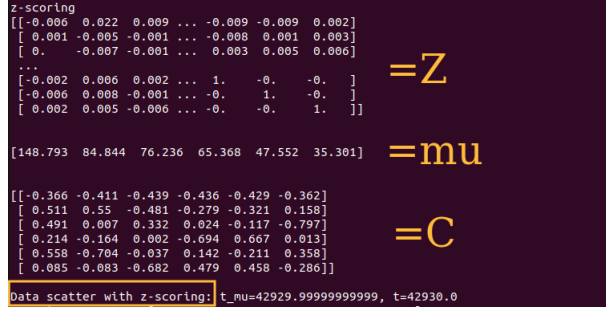 z-scoring
[[-0.006 0.022 0.009 ... -0.009 -0.009 0.002]
[ 0.001 -0.005 -0.001 ... -0.008 0.001 0.003]
[ 0. -0.007 -0.001 ... 0.003 0.005 0.006]
...
[-0.002 0.006 0.002 ... 1. -0. -0. ]
[-0.006 0.008 -0.001 ... -0. 1. -0. ]
[ 0.002 0.005 -0.006 ... -0. -0. 1. ]]
=Z
[148.793 84.844 76.236 65.368 47.552 35.301]
=mu
[[-0.366 -0.411 -0.439 -0.436 -0.429 -0.362]
[ 0.511 0.55 -0.481 -0.279 -0.321 0.158]
[ 0.491 0.007 0.332 0.024 -0.117 -0.797]
[ 0.214 -0.164 0.002 -0.694 0.667 0.013]
[ 0.558 -0.704 -0.037 0.142 -0.211 0.358]
[ 0.085 -0.083 -0.682 0.479 0.458 -0.286]]
=C
Data scatter with z-scoring: t_mu=42929.99999999999, t=42930.0